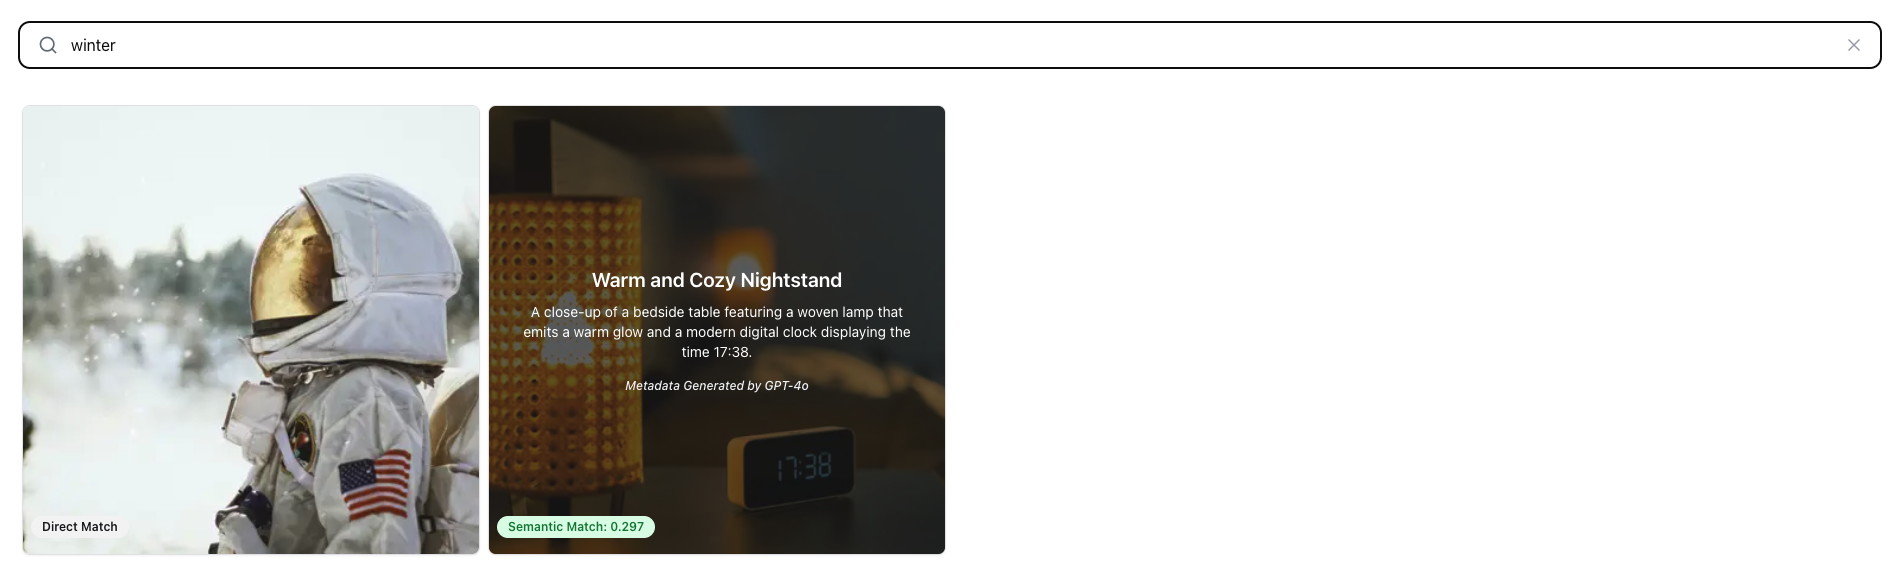 winter
Warm and Cozy Nightstand
A close-up of a bedside table featuring a woven lamp that
emits a warm glow and a modern digital clock displaying the
time 17:38.
Metadata Generated by GPT-4o
17:38
Direct Match
Semantic Match: 0.297